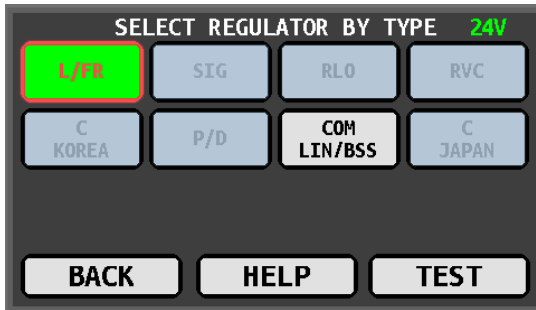 SELECT REGULATOR BY TYPE 24V
L/FR SIG RLO RVC
C KOREA P/D COM LIN/BSS C JAPAN
BACK HELP TEST